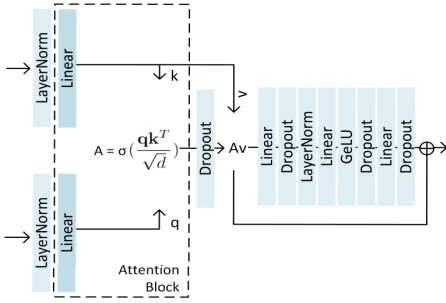 LayerNorm
Linear
k
v
A = σ(qk^T/√d)
Dropout
Av
Linear
Dropout
LayerNorm
Linear
GeLU
Dropout
Linear
Dropout
LayerNorm
Linear
q
Attention
Block